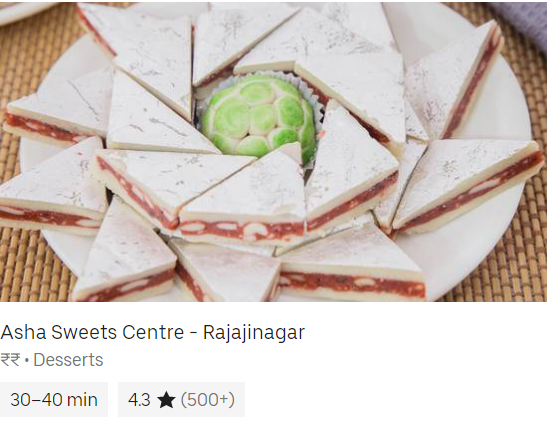 Asha Sweets Centre - Rajajinagar
₹₹ • Desserts
30–40 min 4.3 ★ (500+)